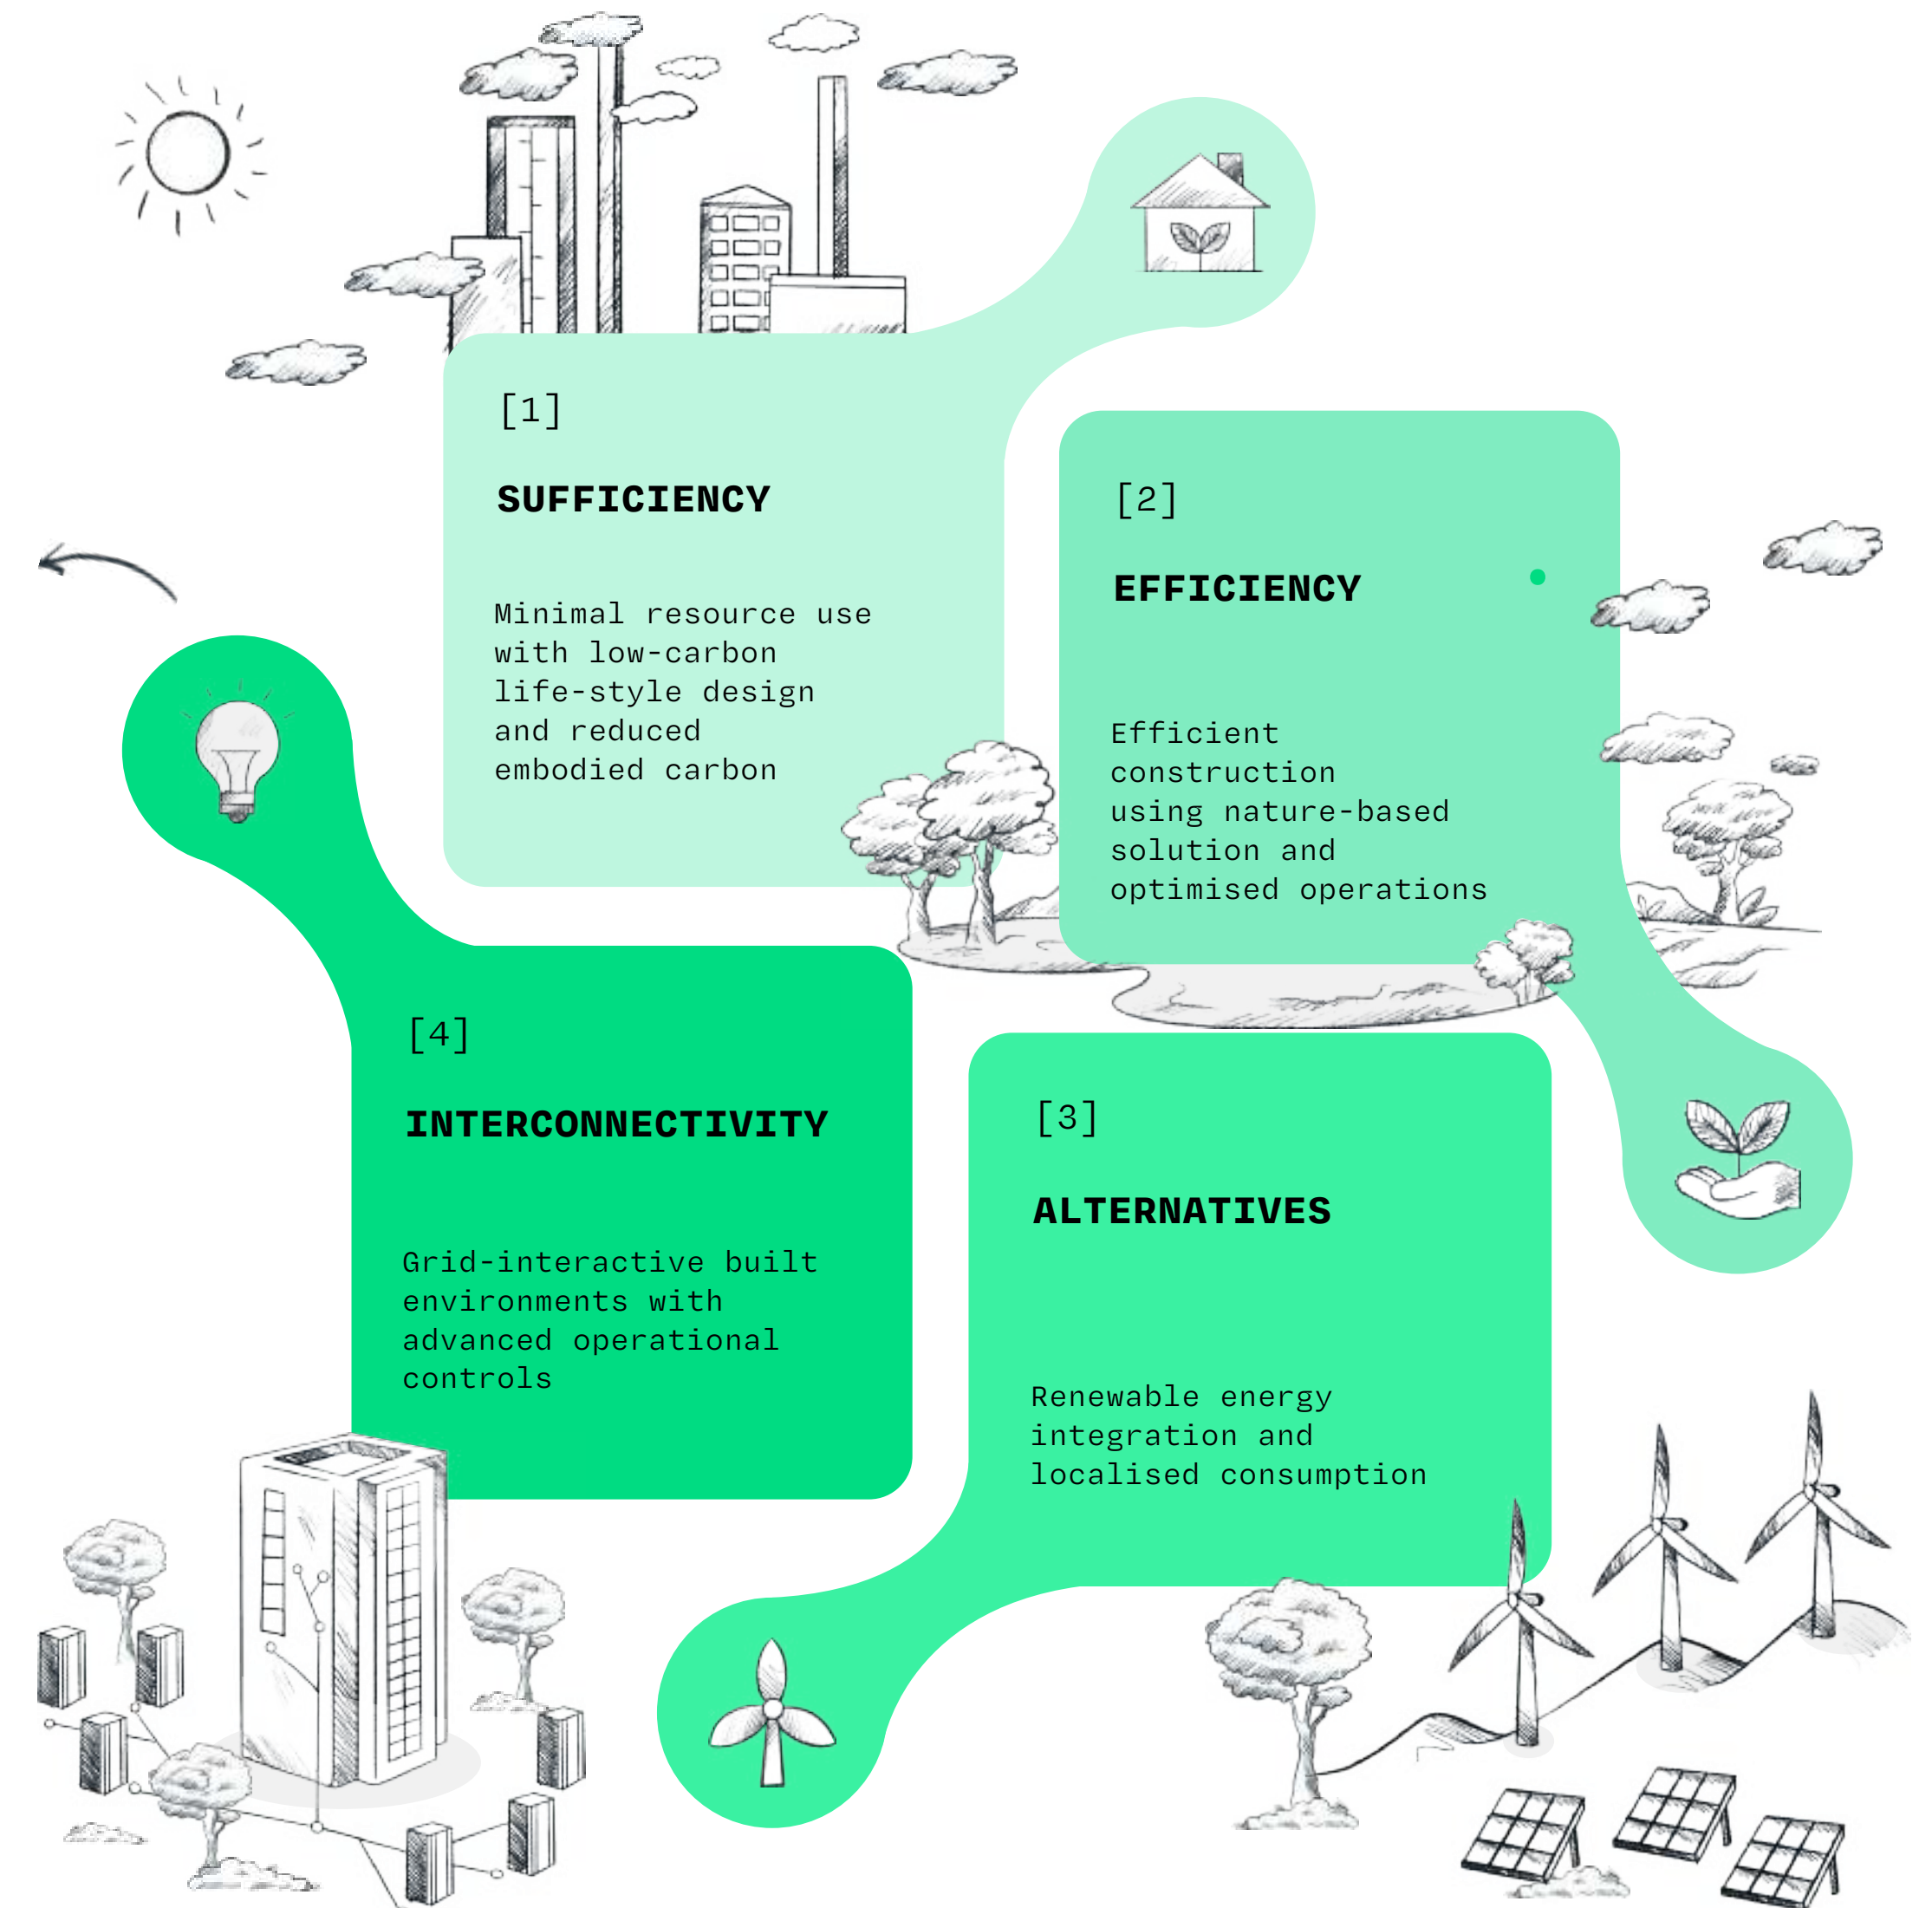 [1]
SUFFICIENCY
Minimal resource use
with low-carbon
life-style design
and reduced
embodied carbon
[2]
EFFICIENCY
Efficient
construction
using nature-based
solution and
optimised operations
[3]
ALTERNATIVES
Renewable energy
integration and
localised consumption
[4]
INTERCONNECTIVITY
Grid-interactive built
environments with
advanced operational
controls